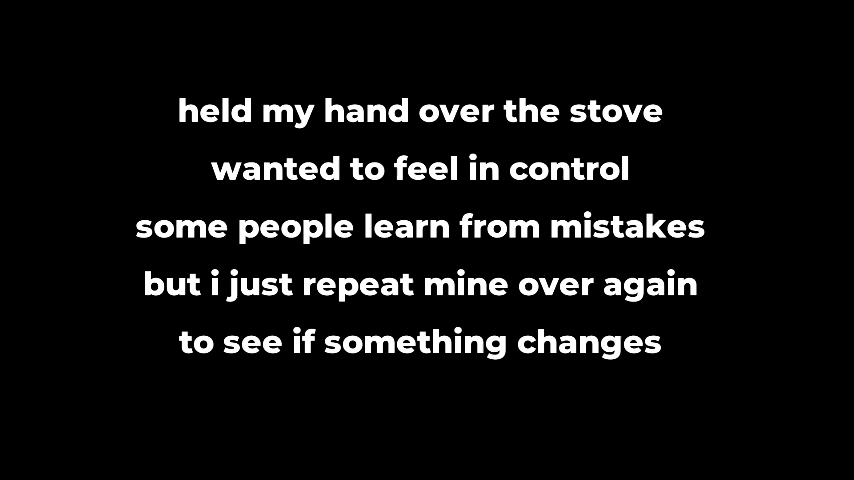 held my hand over the stove
wanted to feel in control
some people learn from mistakes
but i just repeat mine over again
to see if something changes